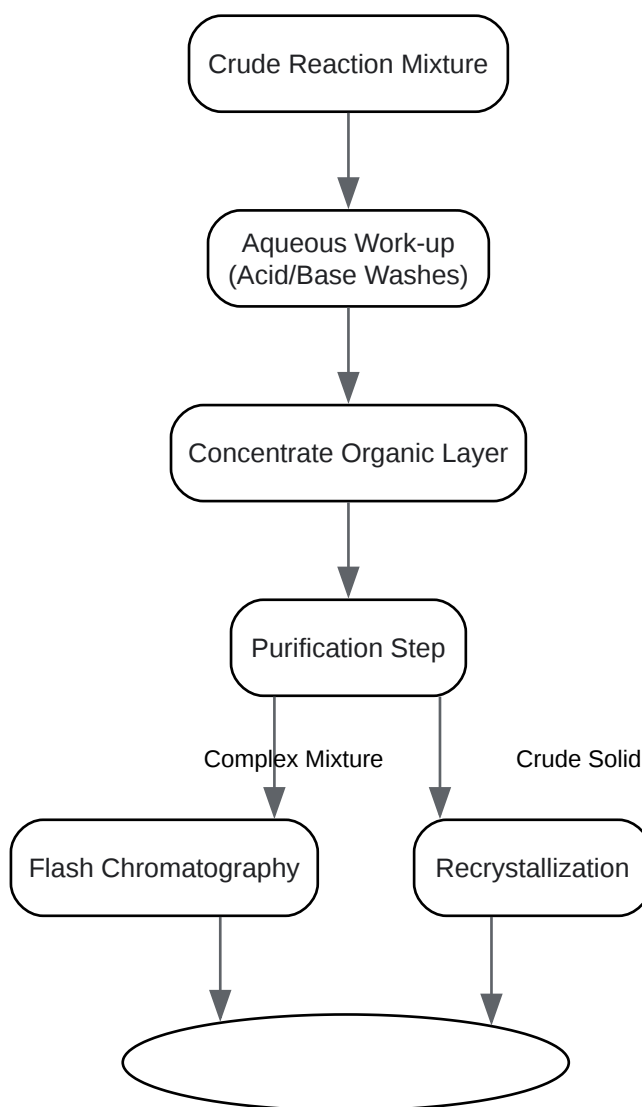 Crude Reaction Mixture
Aqueous Work-up
(Acid/Base Washes)
Concentrate Organic Layer
Purification Step
Complex Mixture
Crude Solid
Flash Chromatography
Recrystallization